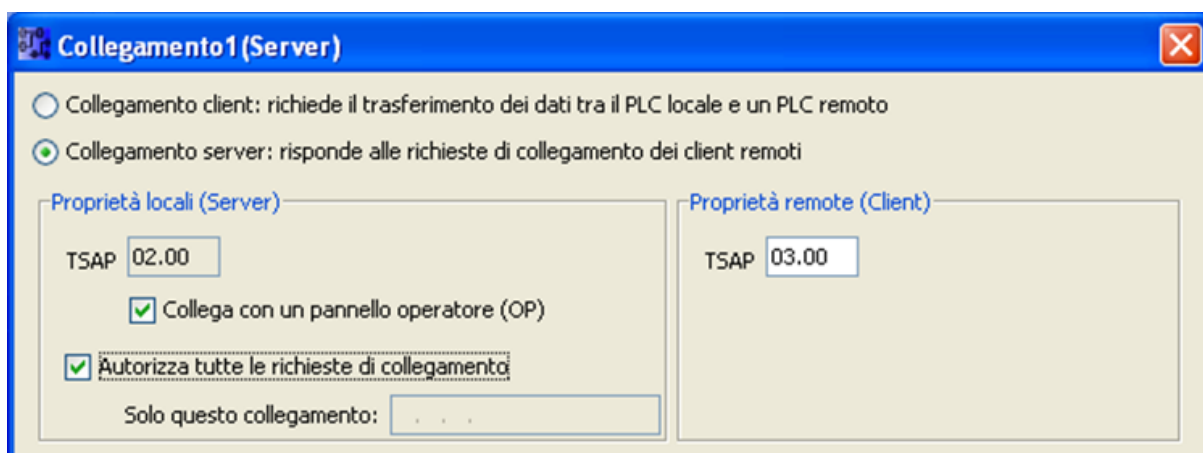 Collegamento1(Server)
Collegamento client: richiede il trasferimento dei dati tra il PLC locale e un PLC remoto
Collegamento server: risponde alle richieste di collegamento dei client remoti
Proprietà locali (Server)
TSAP 02.00
Collega con un pannello operatore (OP)
Autorizza tutte le richieste di collegamento
Solo questo collegamento: . . .
Proprietà remote (Client)
TSAP 03.00